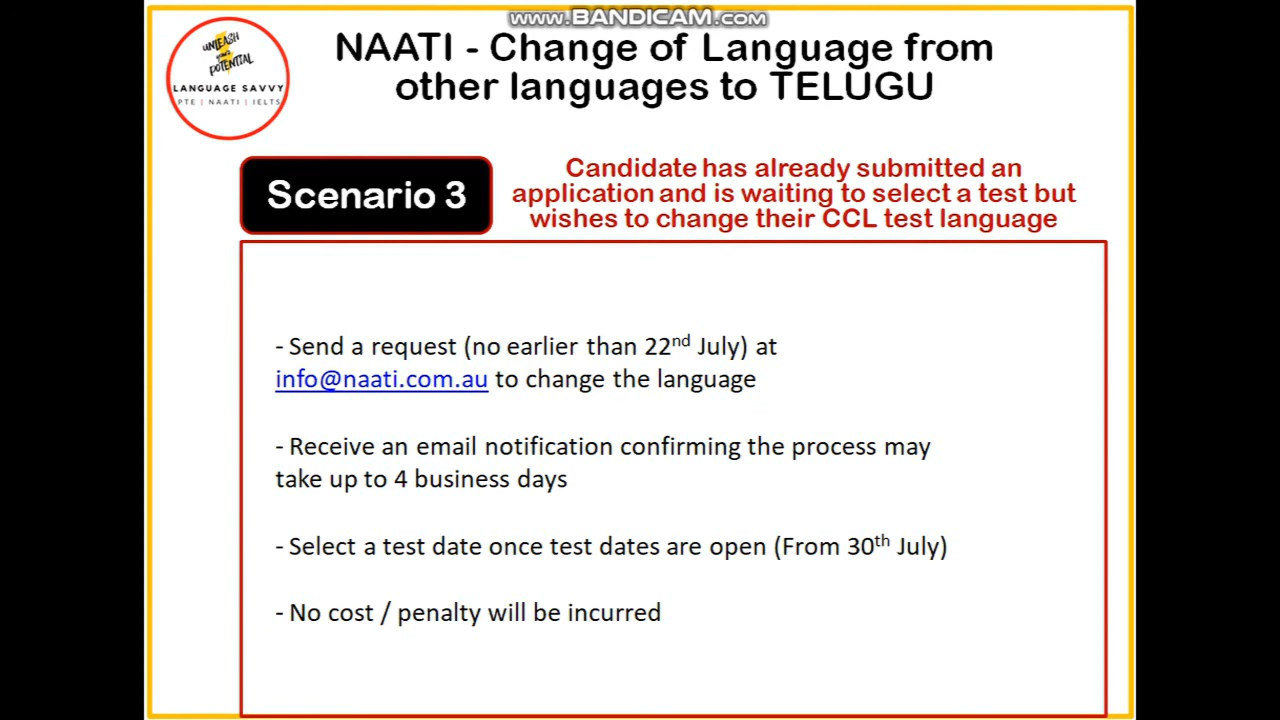 www.BANDICAM.com
UNLEASH
your
POTENTIAL
LANGUAGE SAVVY
PTE | NAATI | IELTS
NAATI - Change of Language from
other languages to TELUGU
Scenario 3
Candidate has already submitted an
application and is waiting to select a test but
wishes to change their CCL test language
- Send a request (no earlier than 22nd July) at
info@naati.com.au to change the language
- Receive an email notification confirming the process may
take up to 4 business days
- Select a test date once test dates are open (From 30th July)
- No cost / penalty will be incurred